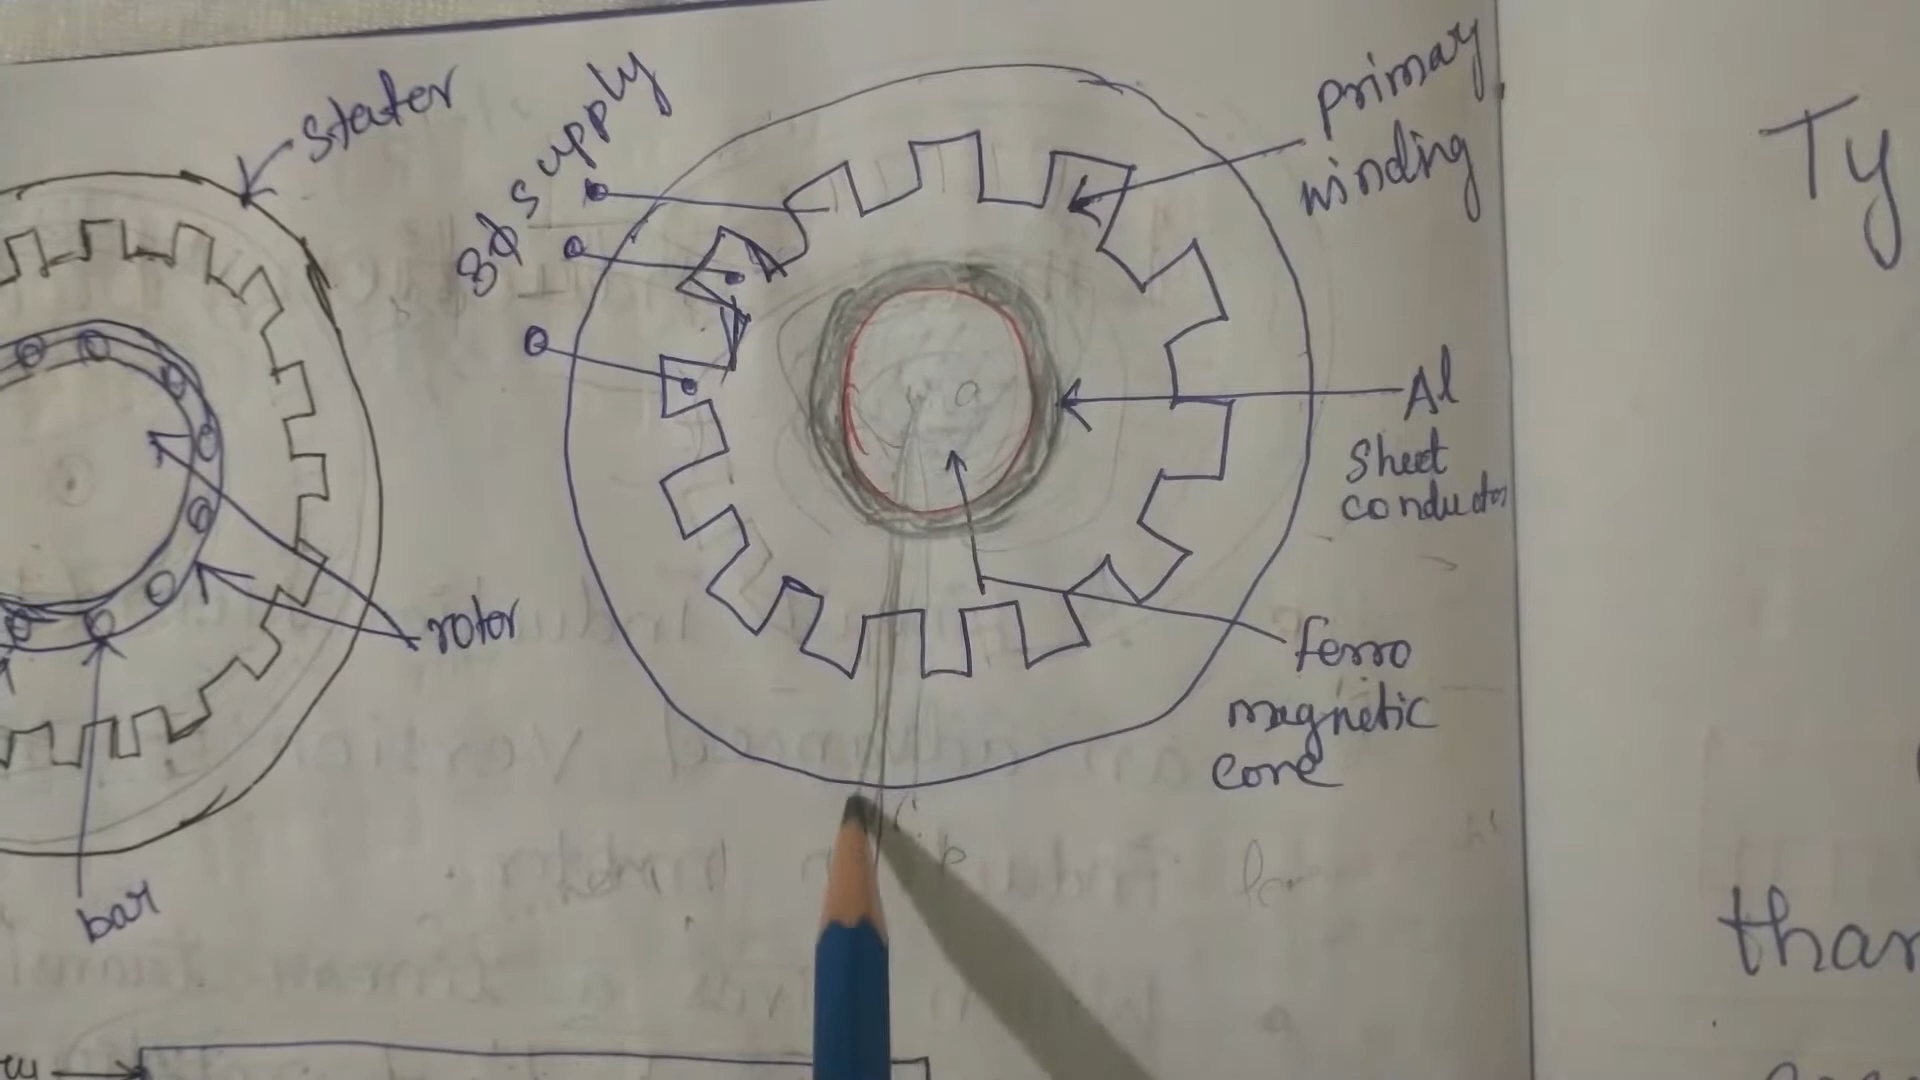 stator
3φ supply
primary
winding
Ty
Al
Sheet
conductor
rotor
ferro
magnetic
core
bar
than